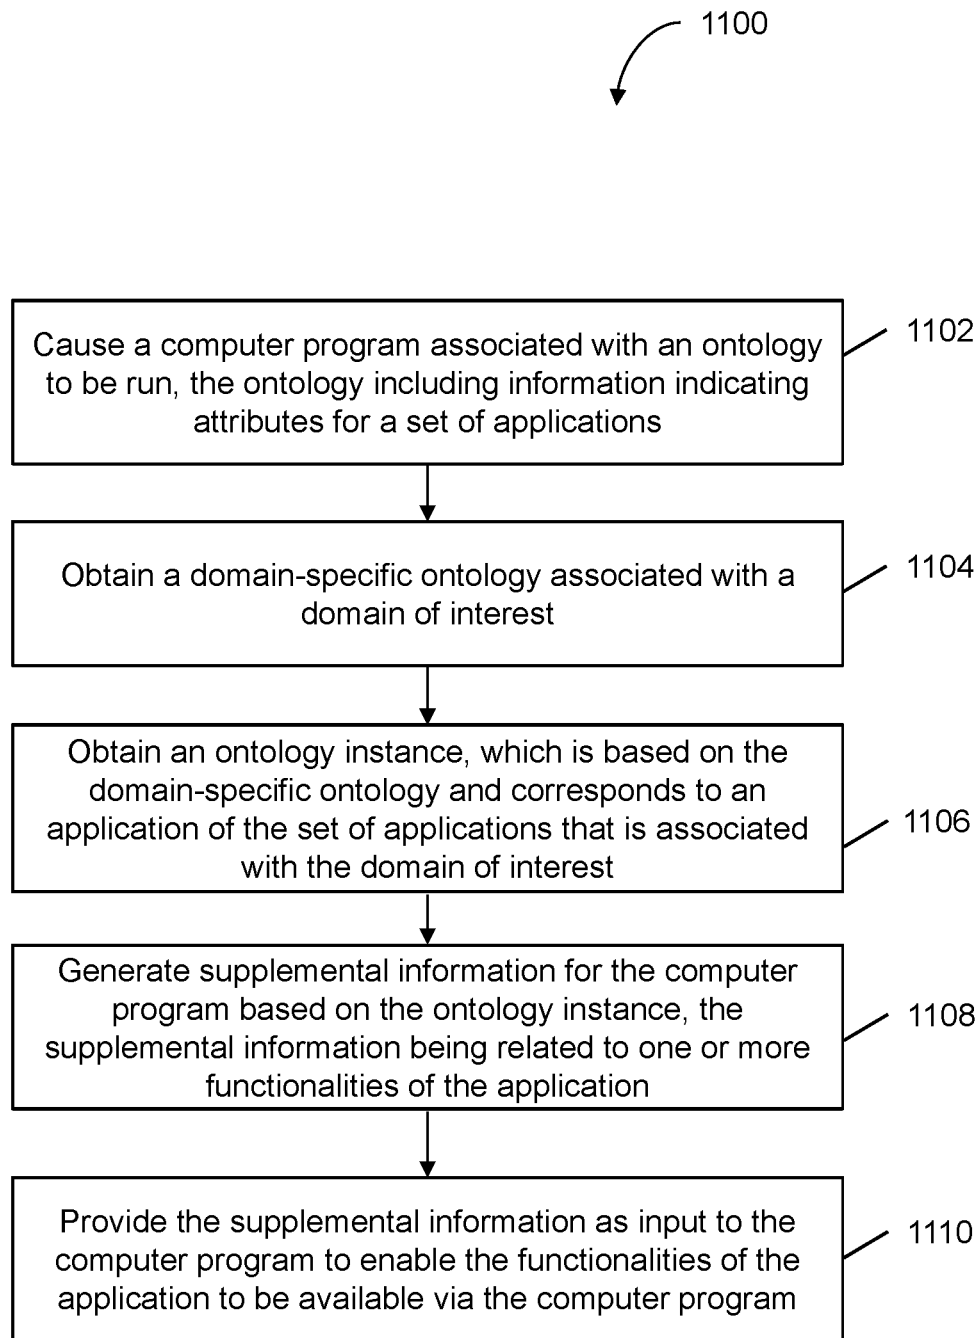 1100
Cause a computer program associated with an ontology
to be run, the ontology including information indicating
attributes for a set of applications
1102
Obtain a domain-specific ontology associated with a
domain of interest
1104
Obtain an ontology instance, which is based on the
domain-specific ontology and corresponds to an
application of the set of applications that is associated
with the domain of interest
1106
Generate supplemental information for the computer
program based on the ontology instance, the
supplemental information being related to one or more
functionalities of the application
1108
Provide the supplemental information as input to the
computer program to enable the functionalities of the
application to be available via the computer program
1110